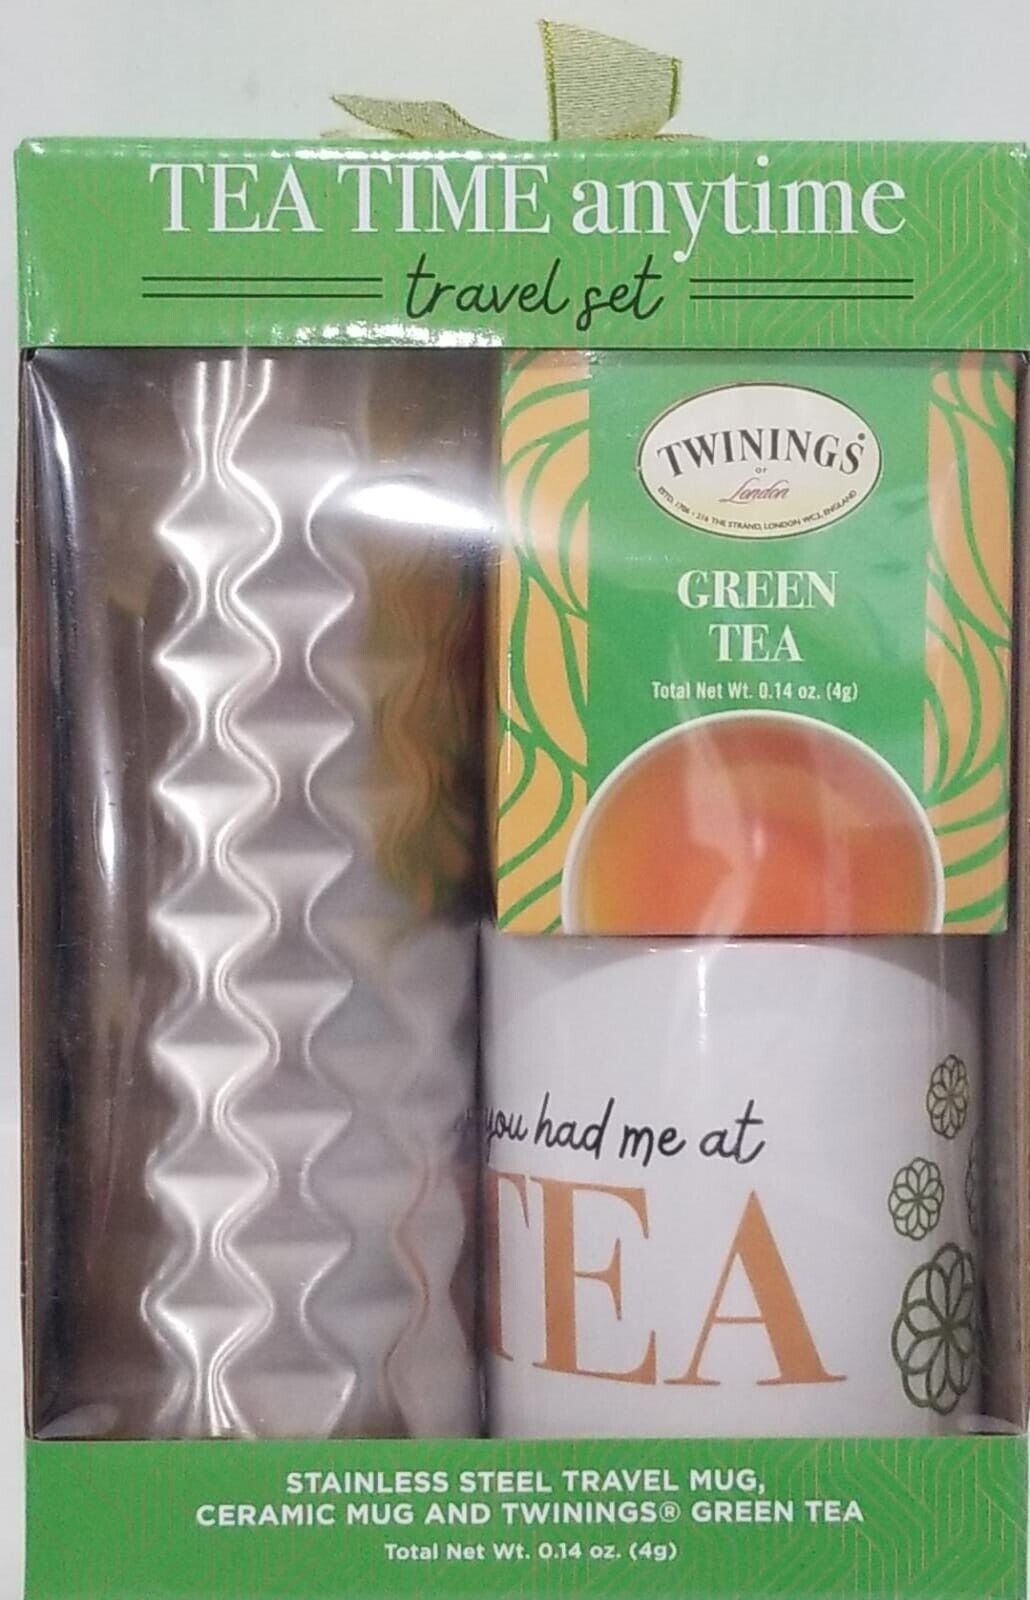 TEA TIME anytime
travel set
TWININGS®
OF
London
ESTD. 1706 - 216 THE STRAND, LONDON WC2, ENGLAND
GREEN
TEA
Total Net Wt. 0.14 oz. (4g)
you had me at
TEA
STAINLESS STEEL TRAVEL MUG,
CERAMIC MUG AND TWININGS® GREEN TEA
Total Net Wt. 0.14 oz. (4g)